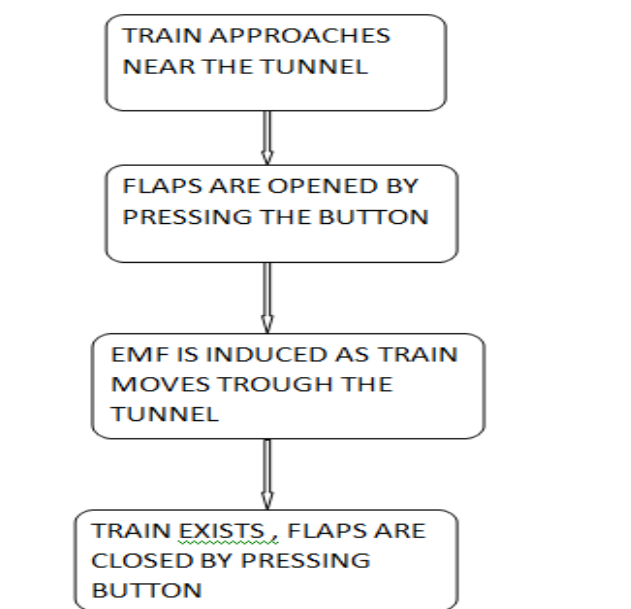 TRAIN APPROACHES
NEAR THE TUNNEL
FLAPS ARE OPENED BY
PRESSING THE BUTTON
EMF IS INDUCED AS TRAIN
MOVES TROUGH THE
TUNNEL
TRAIN EXISTS , FLAPS ARE
CLOSED BY PRESSING
BUTTON